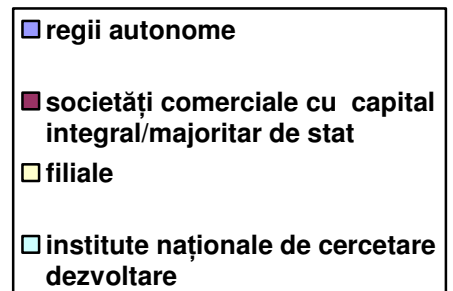 regii autonome
societăți comerciale cu capital
integral/majoritar de stat
filiale
institute naționale de cercetare
dezvoltare